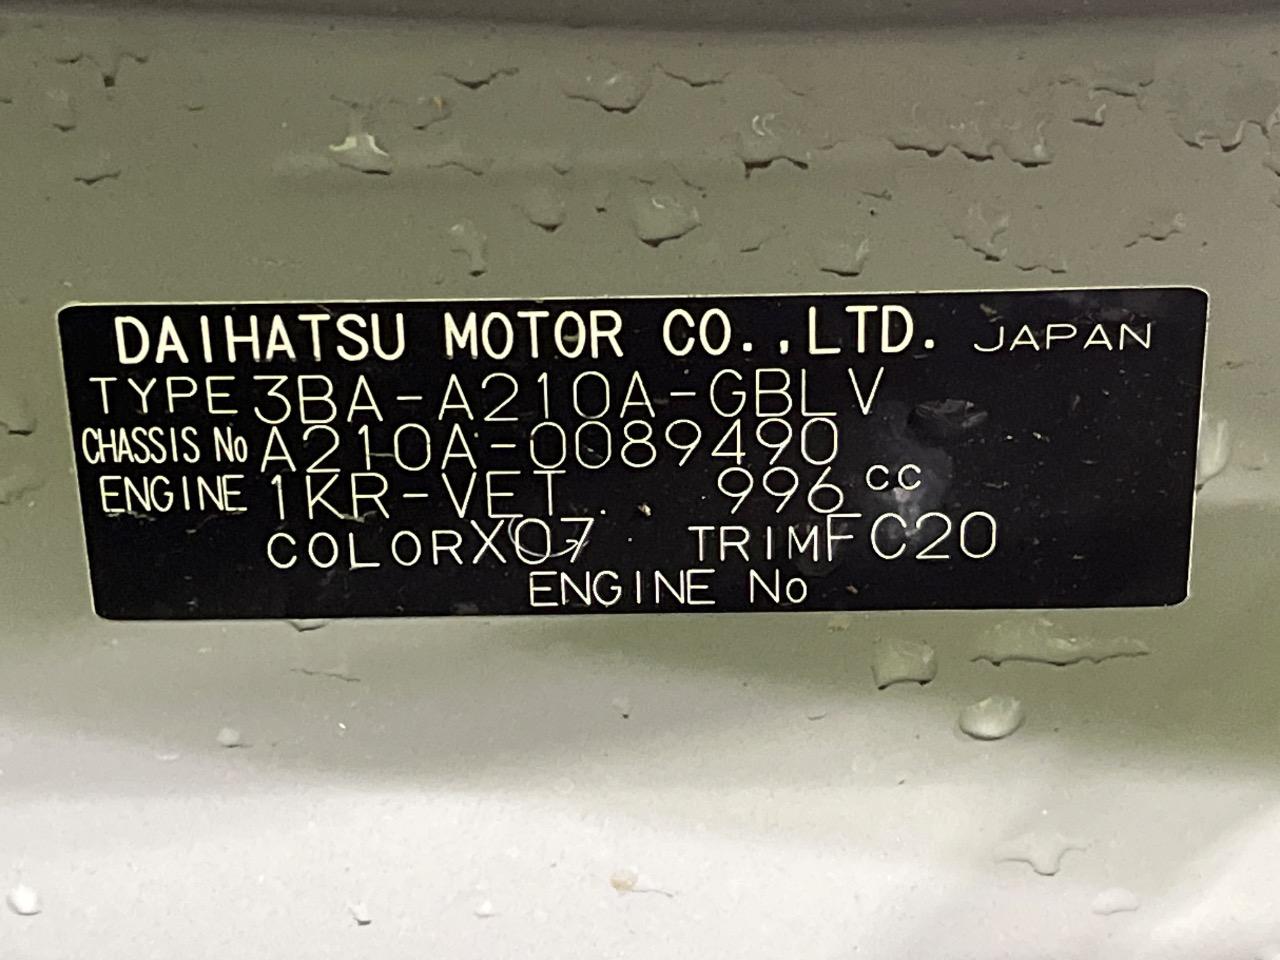 DAIHATSU MOTOR CO.,LTD. JAPAN
TYPE 3BA-A210A-GBLV
CHASSIS No A210A-0089490
ENGINE 1KR-VET 996 cc
COLOR X07 TRIM FC20
ENGINE No